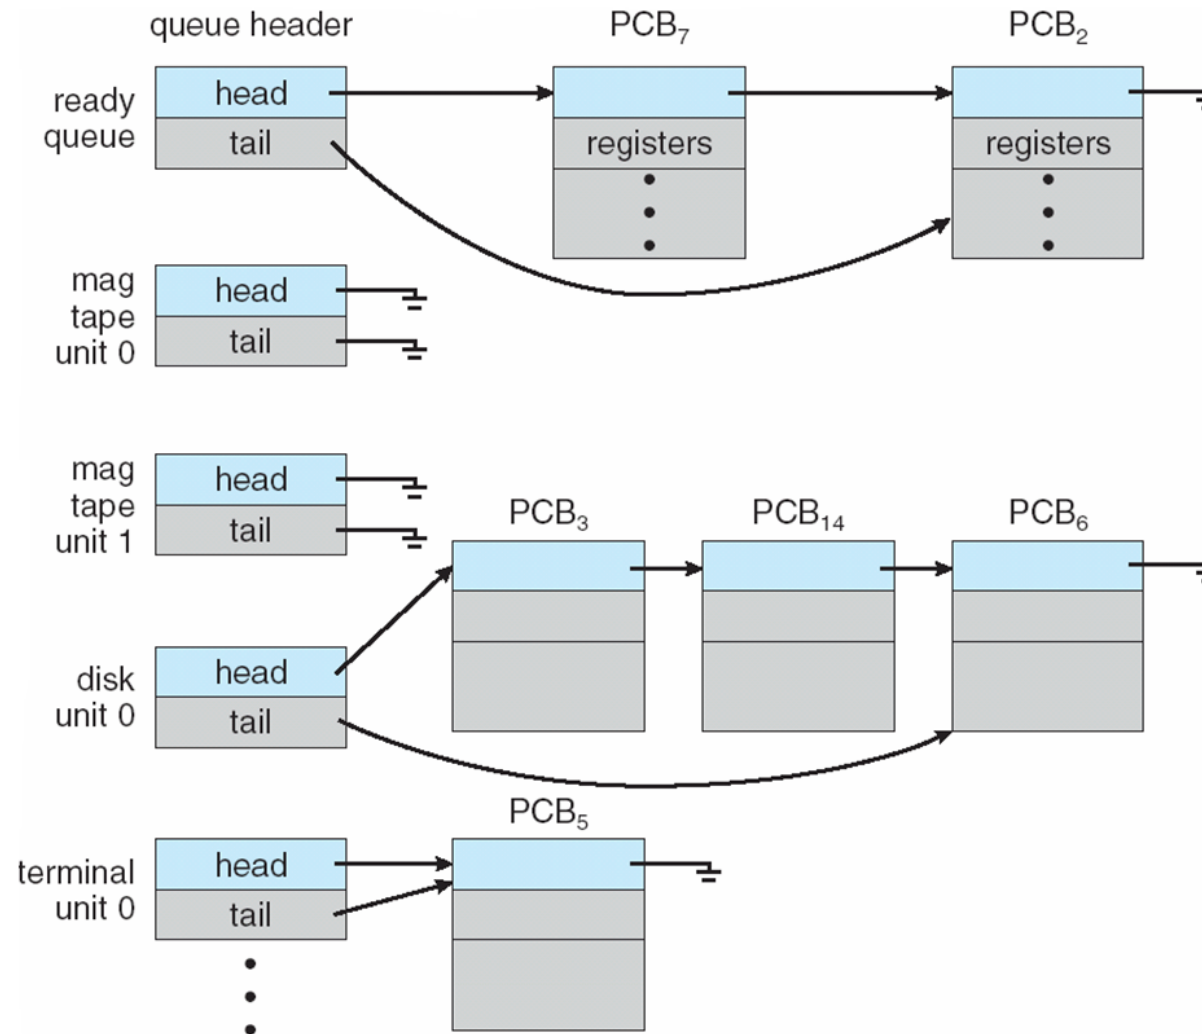 queue header
PCB₇
PCB₂
ready
queue
head
tail
registers
registers
mag
tape
unit 0
head
tail
mag
tape
unit 1
head
tail
PCB₃
PCB₁₄
PCB₆
disk
unit 0
head
tail
PCB₅
terminal
unit 0
head
tail